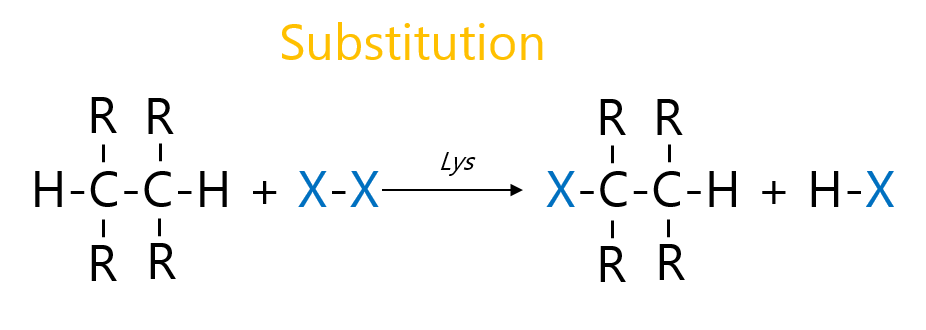 Substitution
R R R R
Lys
H-C-C-H + X-X X-C-C-H + H-X
R R R R